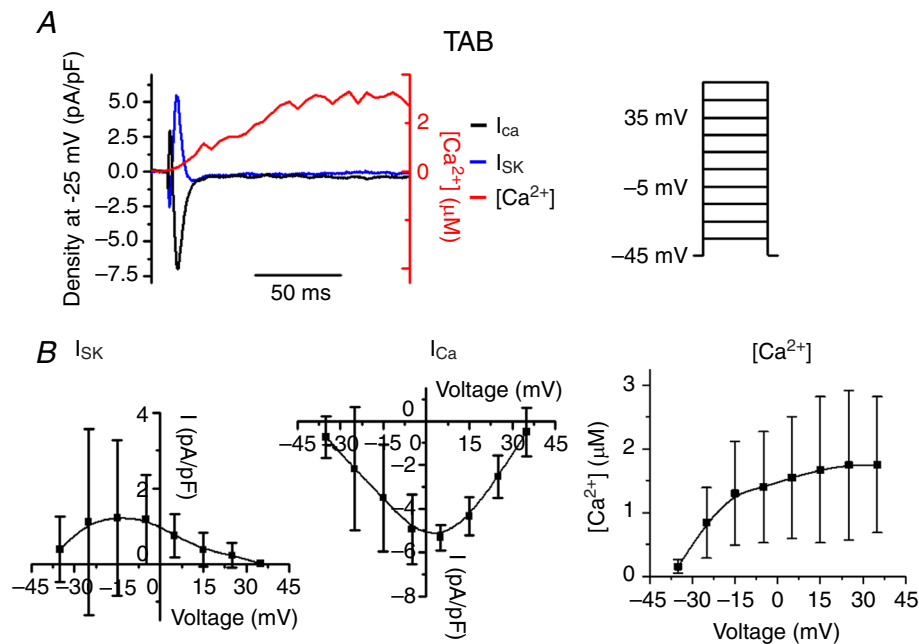 A
TAB
Density at -25 mV (pA/pF)
5.0
2.5
0.0
−2.5
−5.0
−7.5
2
0
[Ca2+] (μM)
Ica
ISK
[Ca2+]
50 ms
35 mV
−5 mV
−45 mV
B
ISK
4
3
2
1
0
I (pA/pF)
−45 −30 −15 0 15 30 45
Voltage (mV)
ICa
Voltage (mV)
0
−45 −30 −15 0 15 30 45
−2
−4
−6
−8
I (pA/pF)
[Ca2+]
3
2
1
0
[Ca2+] (μM)
−45 −30 −15 0 15 30 45
Voltage (mV)